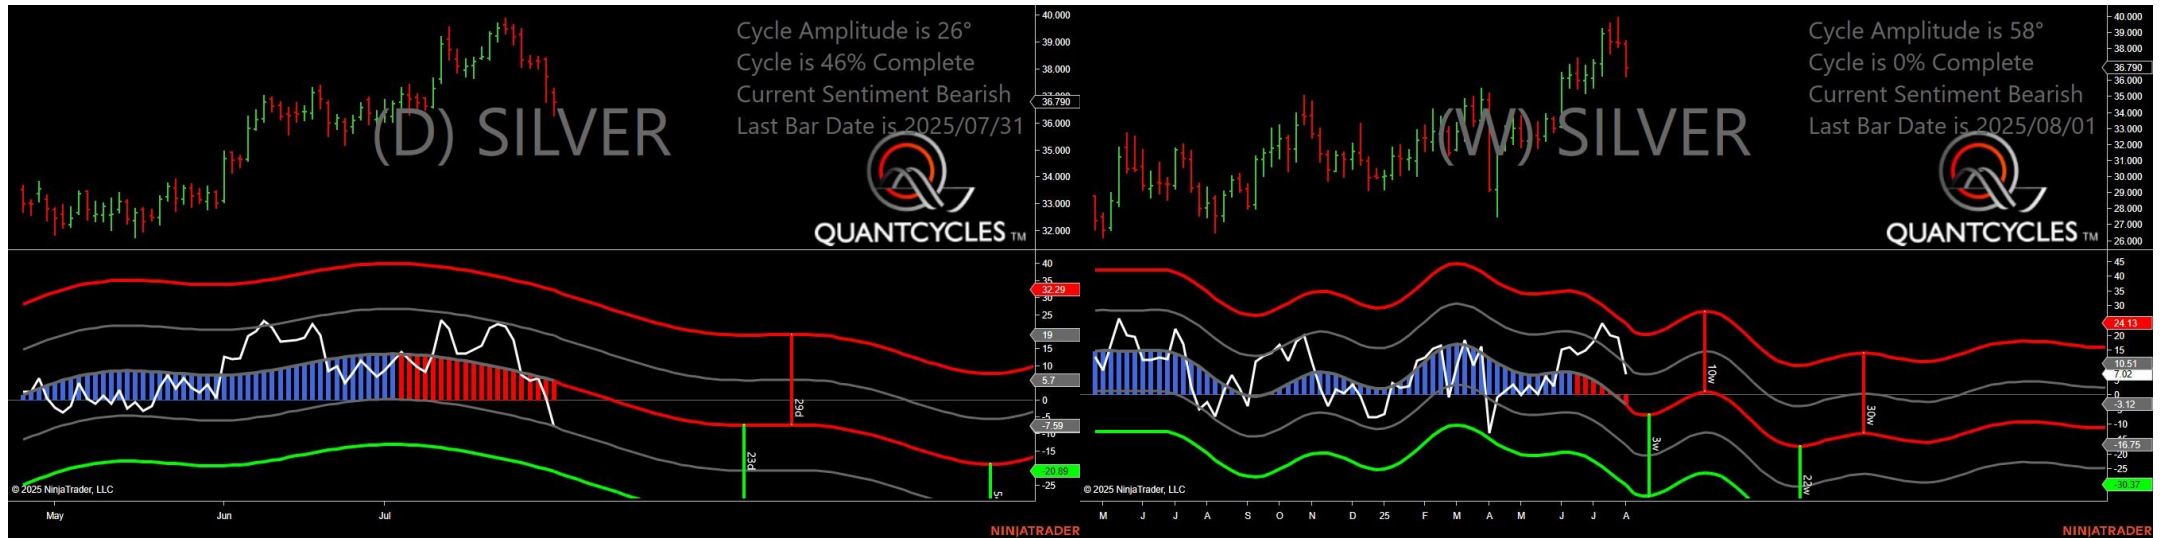 Cycle Amplitude is 26°
Cycle is 46% Complete
Current Sentiment Bearish
Last Bar Date is 2025/07/31
(D) SILVER
QUANTCYCLES TM
40.000
39.000
38.000
37.000
36.790
36.000
35.000
34.000
33.000
32.000
40
35
32.29
30
25
19
15
10
5.7
0
-5
-7.59
-10
-15
-20.89
-25
29d
23d
5
© 2025 NinjaTrader, LLC
May Jun Jul
NINJATRADER
Cycle Amplitude is 58°
Cycle is 0% Complete
Current Sentiment Bearish
Last Bar Date is 2025/08/01
(W) SILVER
QUANTCYCLES TM
40.000
39.000
38.000
36.790
36.000
35.000
34.000
33.000
32.000
31.000
30.000
29.000
28.000
27.000
26.000
45
40
35
30
24.13
20
15
10.51
7.02
0
-3.12
-10
-16.75
-20
-25
-30.37
10w
30w
3w
22w
© 2025 NinjaTrader, LLC
M J J A S O N D 25 F M A M J J A
NINJATRADER